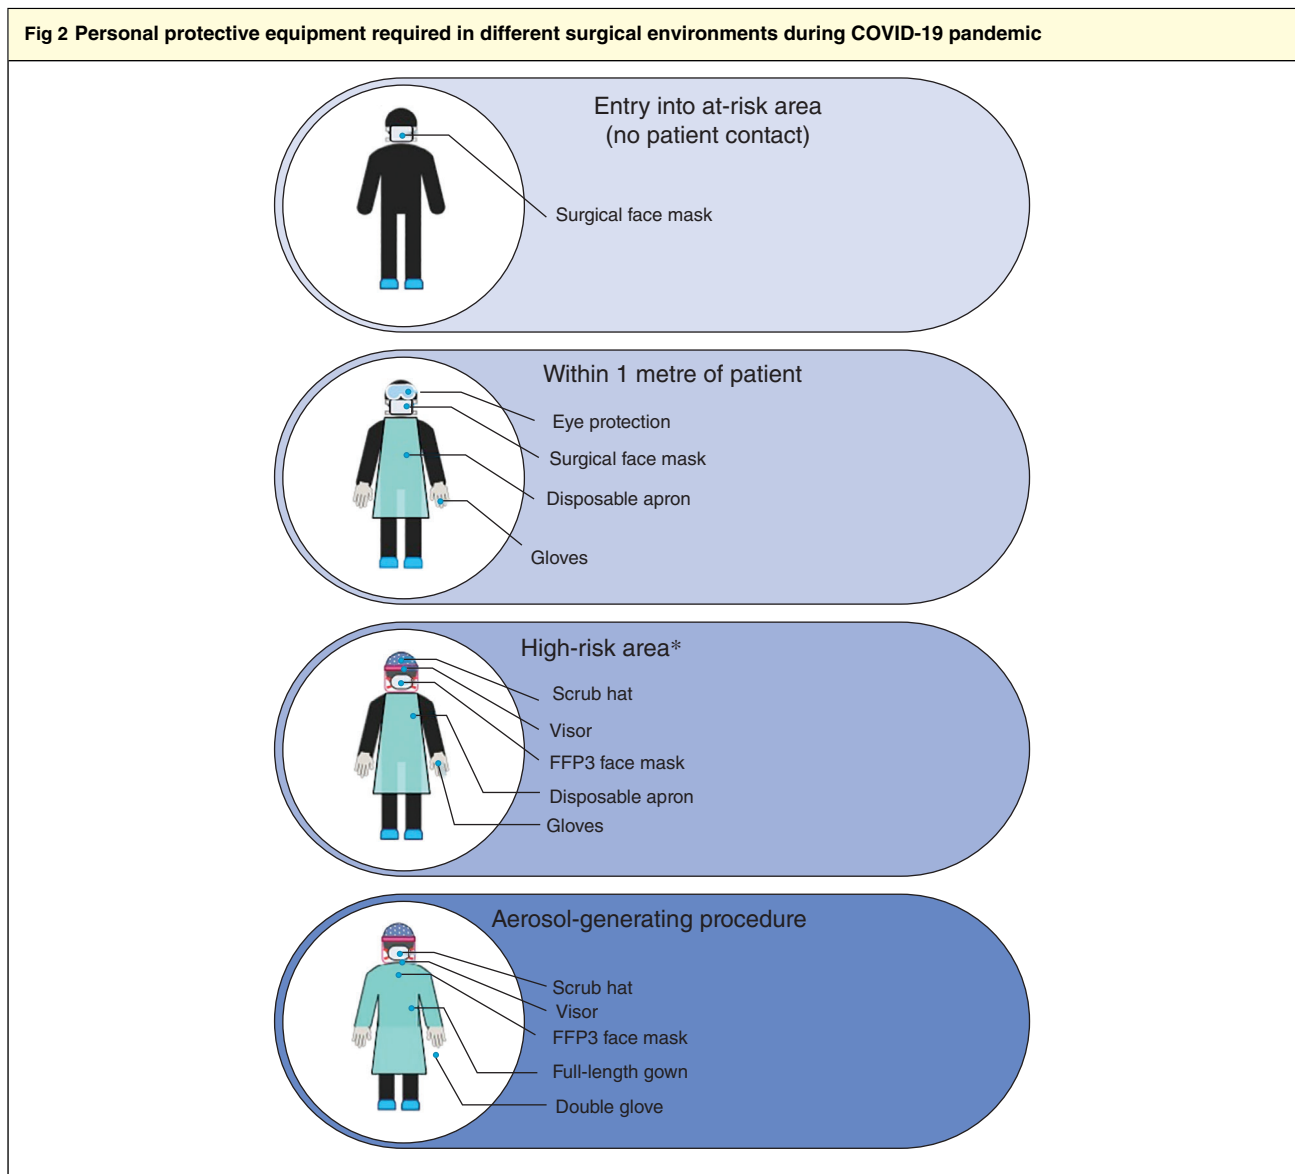 Fig 2 Personal protective equipment required in different surgical environments during COVID-19 pandemic
Entry into at-risk area
(no patient contact)
Surgical face mask
Within 1 metre of patient
Eye protection
Surgical face mask
Disposable apron
Gloves
High-risk area*
Scrub hat
Visor
FFP3 face mask
Disposable apron
Gloves
Aerosol-generating procedure
Scrub hat
Visor
FFP3 face mask
Full-length gown
Double glove